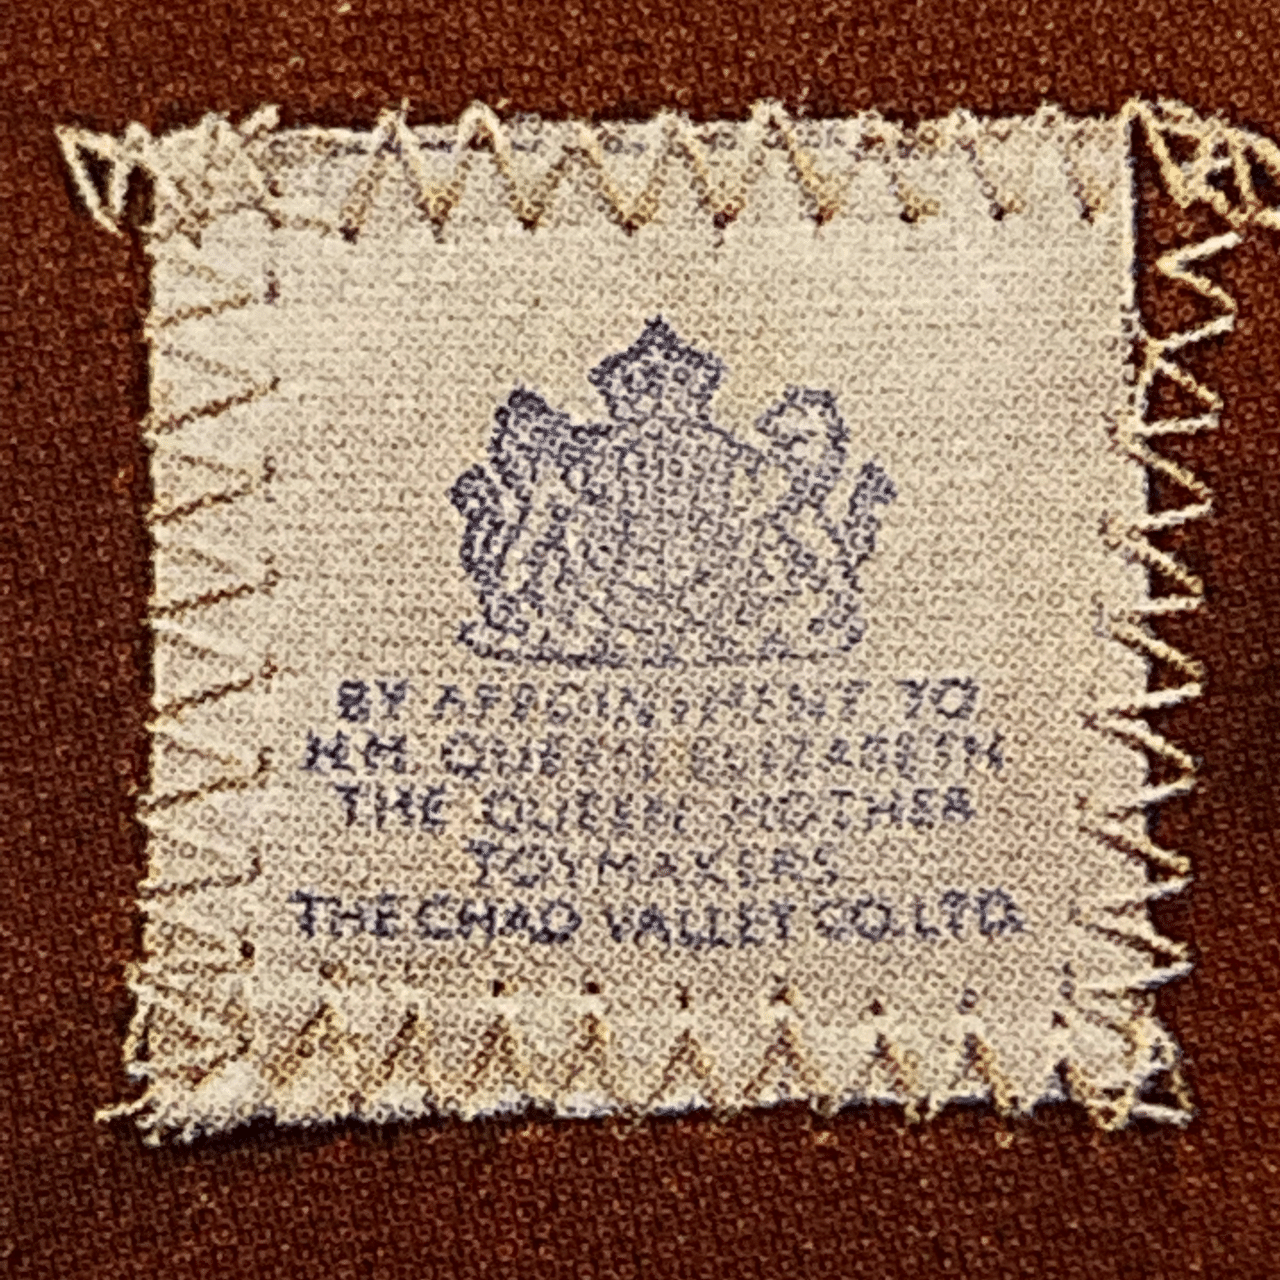 BY APPOINTMENT TO
H.M. QUEEN ELIZABETH
THE QUEEN MOTHER
TOYMAKERS
THE CHAD VALLEY CO. LTD.